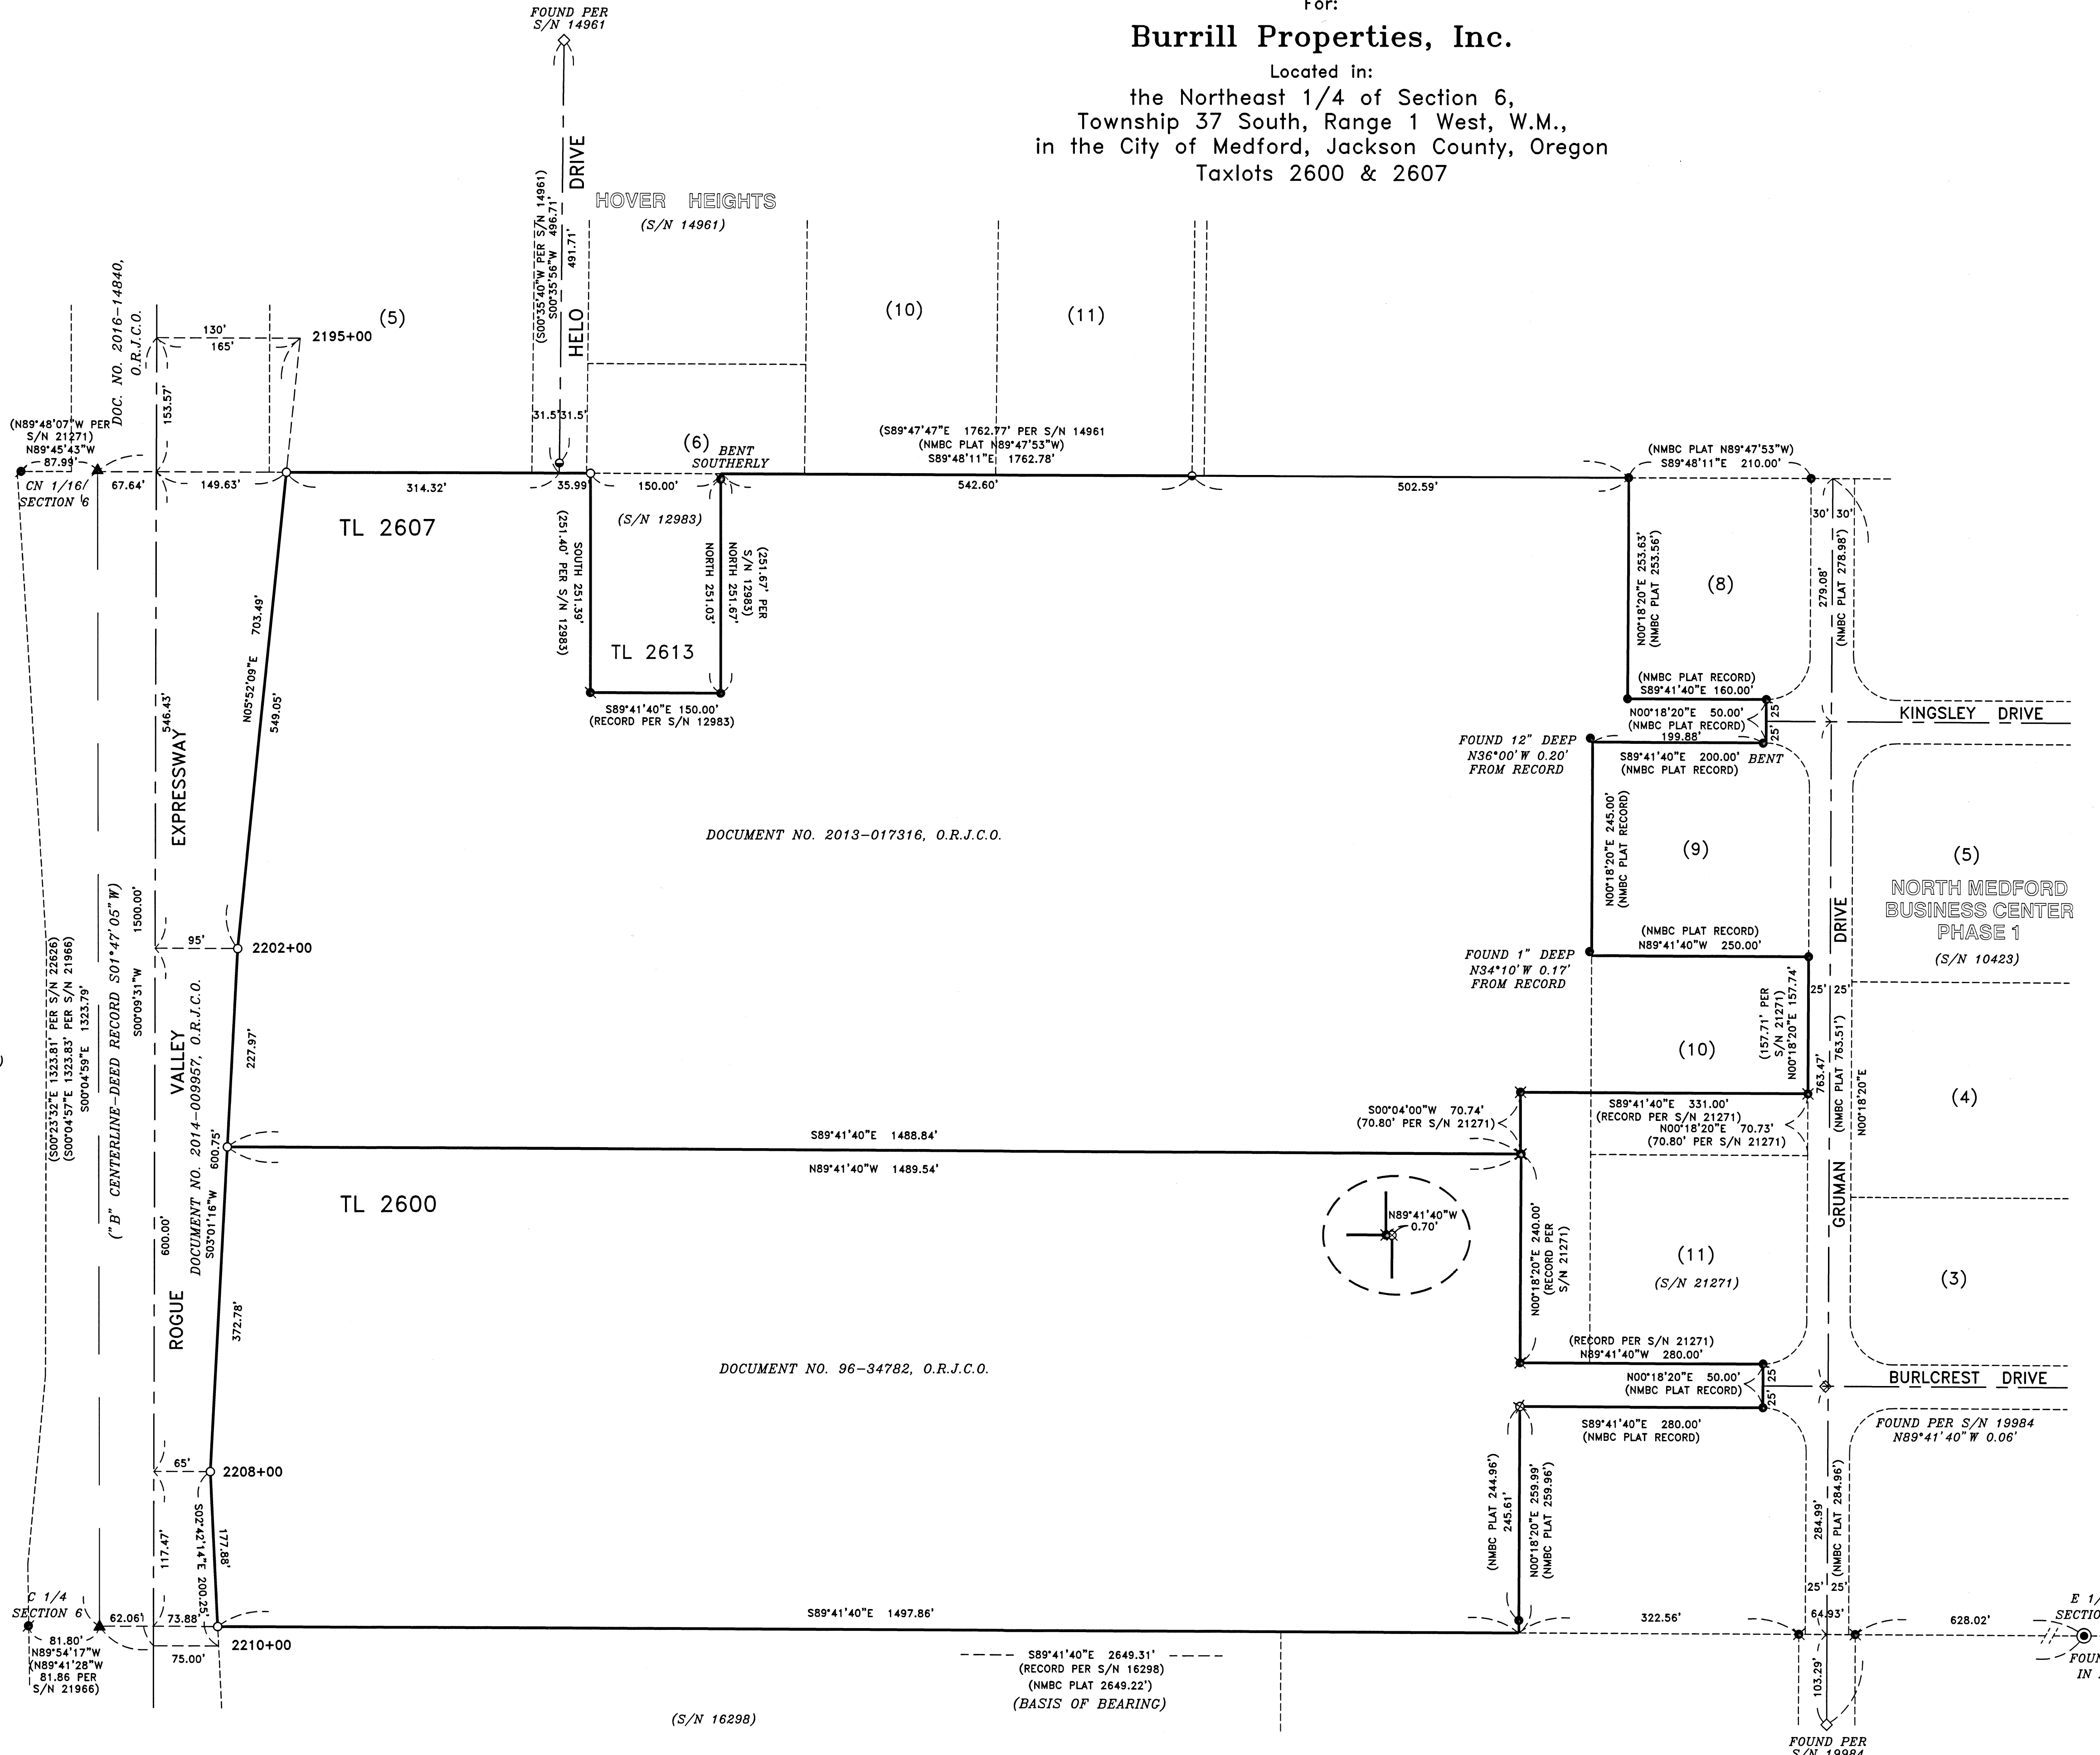 For:
Burrill Properties, Inc.
Located in:
the Northeast 1/4 of Section 6,
Township 37 South, Range 1 West, W.M.,
in the City of Medford, Jackson County, Oregon
Taxlots 2600 & 2607
FOUND PER
S/N 14961
(S00°35'40"W PER S/N 14961)
S00°35'56"W 496.71'
491.71'
HELO DRIVE
HOVER HEIGHTS
(S/N 14961)
(10)
(11)
DOC. NO. 2016-14840,
O.R.J.C.O.
130'
165'
2195+00
(5)
153.57'
31.5' 31.5'
(6)
BENT
SOUTHERLY
(S89°47'47"E 1762.77' PER S/N 14961
(NMBC PLAT N89°47'53"W)
S89°48'11"E 1762.78'
(NMBC PLAT N89°47'53"W)
S89°48'11"E 210.00'
(N89°48'07"W PER
S/N 21271)
N89°45'43"W
87.99'
CN 1/16
SECTION 6
67.64'
149.63'
314.32'
35.99'
150.00'
542.60'
502.59'
30' 30'
TL 2607
(S/N 12983)
SOUTH 251.39'
(251.40' PER S/N 12983)
NORTH 251.03'
NORTH 251.67'
(251.67' PER
S/N 12983)
TL 2613
S89°41'40"E 150.00'
(RECORD PER S/N 12983)
N00°18'20"E 253.63'
(NMBC PLAT 253.56')
(8)
279.08'
(NMBC PLAT 278.98')
(NMBC PLAT RECORD)
S89°41'40"E 160.00'
N00°18'20"E 50.00'
(NMBC PLAT RECORD)
25' 25'
KINGSLEY DRIVE
199.88'
S89°41'40"E 200.00'
(NMBC PLAT RECORD)
BENT
FOUND 12" DEEP
N36°00'W 0.20'
FROM RECORD
N05°52'09"E 703.49'
549.05'
546.43'
EXPRESSWAY
DOCUMENT NO. 2013-017316, O.R.J.C.O.
N00°18'20"E 245.00'
(NMBC PLAT RECORD)
(9)
(5)
NORTH MEDFORD
BUSINESS CENTER
PHASE 1
(S/N 10423)
(NMBC PLAT RECORD)
N89°41'40"W 250.00'
FOUND 1" DEEP
N34°10'W 0.17'
FROM RECORD
95'
2202+00
(S00°23'32"E 1323.81' PER S/N 22626)
(S00°04'57"E 1323.83' PER S/N 21966)
S00°04'59"E 1323.79'
("B" CENTERLINE-DEED RECORD S01°47'05"W)
S00°09'31"W 1500.00'
VALLEY
DOCUMENT NO. 2014-009957, O.R.J.C.O.
227.97'
25' 25'
(157.71' PER
S/N 21271)
N00°18'20"E 157.74'
(10)
763.47'
(NMBC PLAT 763.51')
DRIVE
GRUMAN
N00°18'20"E
(4)
S89°41'40"E 331.00'
(RECORD PER S/N 21271)
N00°18'20"E 70.73'
(70.80' PER S/N 21271)
S00°04'00"W 70.74'
(70.80' PER S/N 21271)
S89°41'40"E 1488.84'
N89°41'40"W 1489.54'
TL 2600
S03°01'16"W 600.75'
600.00'
ROGUE
372.78'
N89°41'40"W
0.70'
N00°18'20"E 240.00'
(RECORD PER
S/N 21271)
(11)
(S/N 21271)
(3)
DOCUMENT NO. 96-34782, O.R.J.C.O.
(RECORD PER S/N 21271)
N89°41'40"W 280.00'
N00°18'20"E 50.00'
(NMBC PLAT RECORD)
25' 25'
BURLCREST DRIVE
S89°41'40"E 280.00'
(NMBC PLAT RECORD)
FOUND PER S/N 19984
N89°41'40"W 0.06'
65'
2208+00
117.47'
S02°42'14"E 200.25'
177.88'
(NMBC PLAT 244.96')
245.61'
N00°18'20"E 259.99'
(NMBC PLAT 259.96')
284.99'
(NMBC PLAT 284.96')
25' 25'
C 1/4
SECTION 6
62.06'
73.88'
81.80'
N89°54'17"W
(N89°41'28"W
81.86 PER
S/N 21966)
75.00'
2210+00
S89°41'40"E 1497.86'
322.56'
64.93'
628.02'
S89°41'40"E 2649.31'
(RECORD PER S/N 16298)
(NMBC PLAT 2649.22')
(BASIS OF BEARING)
(S/N 16298)
103.29'
FOUND PER
S/N 19984